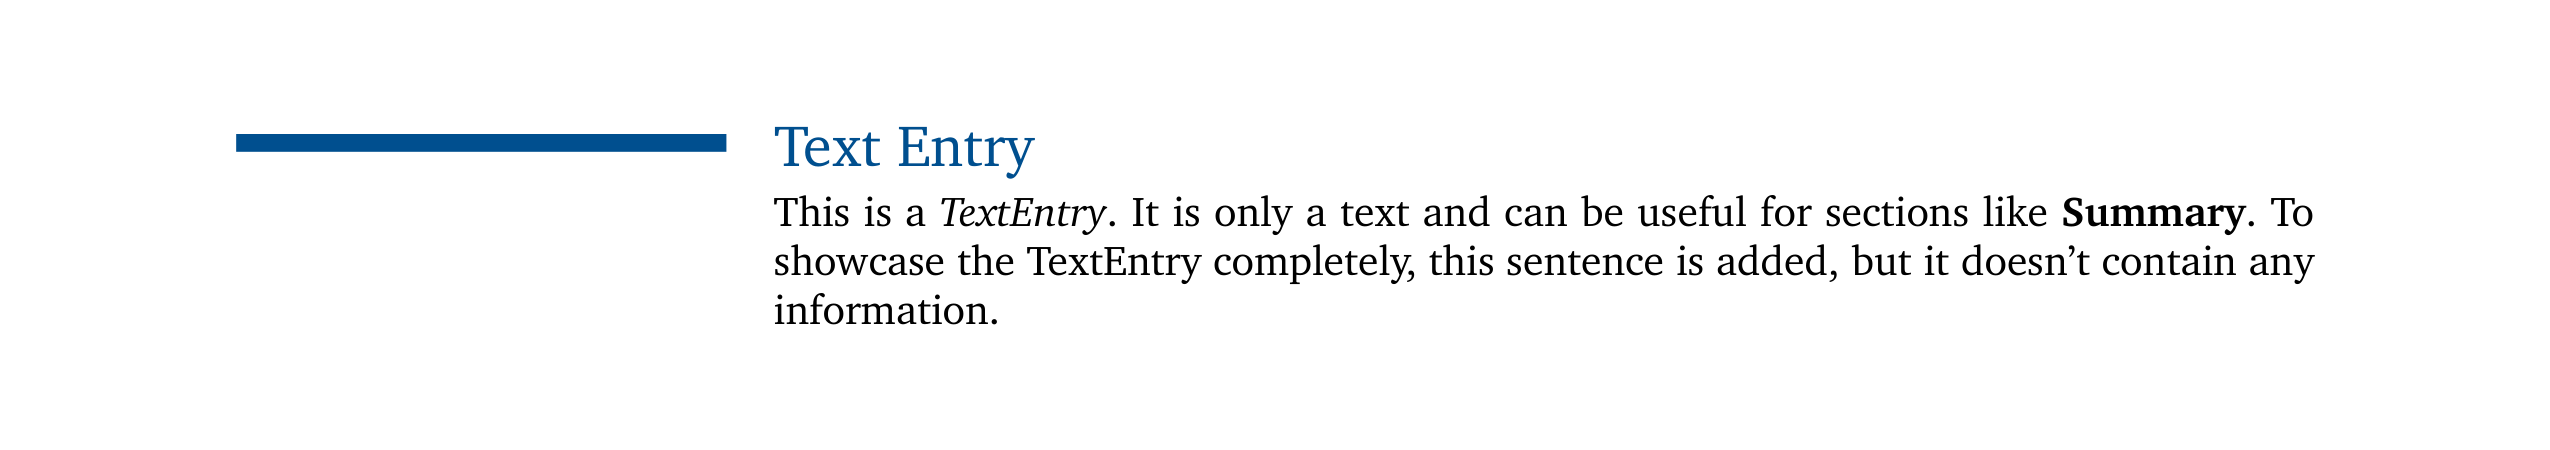 Text Entry
This is a TextEntry. It is only a text and can be useful for sections like Summary. To
showcase the TextEntry completely, this sentence is added, but it doesn’t contain any
information.